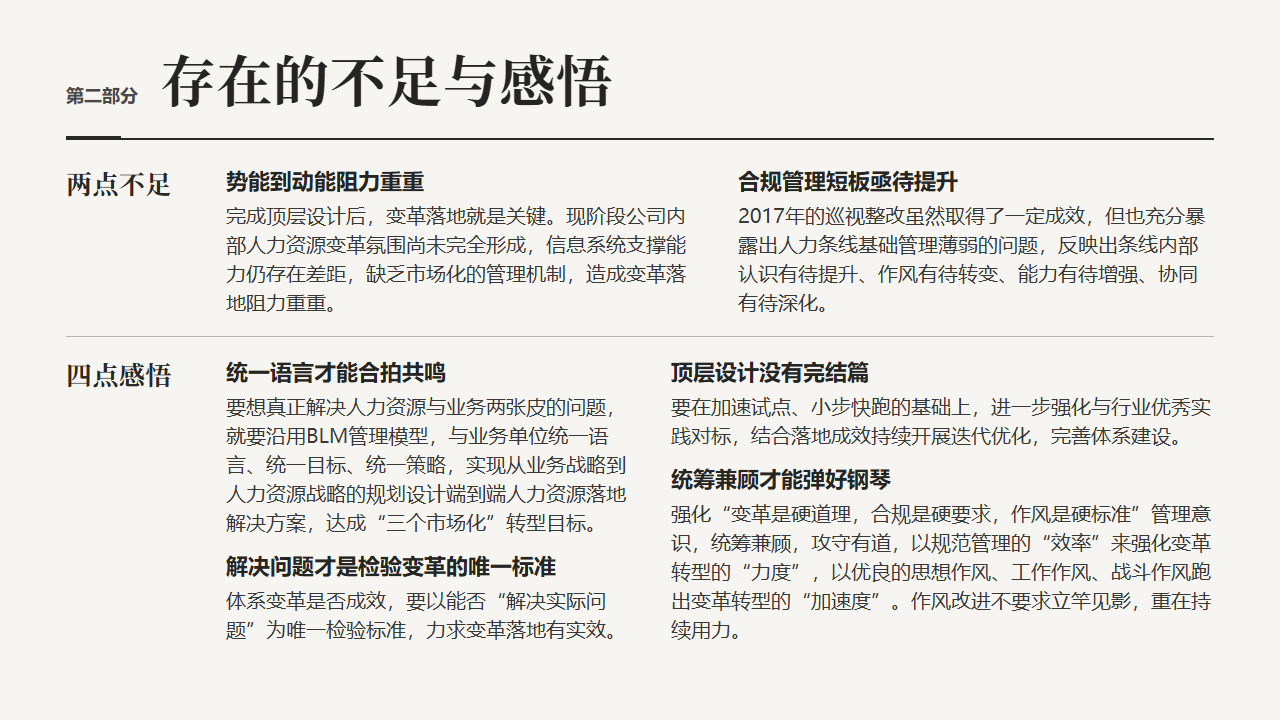 第二部分
存在的不足与感悟
两点不足
势能到动能阻力重重
完成顶层设计后，变革落地就是关键。现阶段公司内
部人力资源变革氛围尚未完全形成，信息系统支撑能
力仍存在差距，缺乏市场化的管理机制，造成变革落
地阻力重重。
合规管理短板亟待提升
2017年的巡视整改虽然取得了一定成效，但也充分暴
露出人力条线基础管理薄弱的问题，反映出条线内部
认识有待提升、作风有待转变、能力有待增强、协同
有待深化。
四点感悟
统一语言才能合拍共鸣
要想真正解决人力资源与业务两张皮的问题，
就要沿用BLM管理模型，与业务单位统一语
言、统一目标、统一策略，实现从业务战略到
人力资源战略的规划设计端到端人力资源落地
解决方案，达成“三个市场化”转型目标。
解决问题才是检验变革的唯一标准
体系变革是否成效，要以能否“解决实际问
题”为唯一检验标准，力求变革落地有实效。
顶层设计没有完结篇
要在加速试点、小步快跑的基础上，进一步强化与行业优秀实
践对标，结合落地成效持续开展迭代优化，完善体系建设。
统筹兼顾才能弹好钢琴
强化“变革是硬道理，合规是硬要求，作风是硬标准”管理意
识，统筹兼顾，攻守有道，以规范管理的“效率”来强化变革
转型的“力度”，以优良的思想作风、工作作风、战斗作风跑
出变革转型的“加速度”。作风改进不要求立竿见影，重在持
续用力。